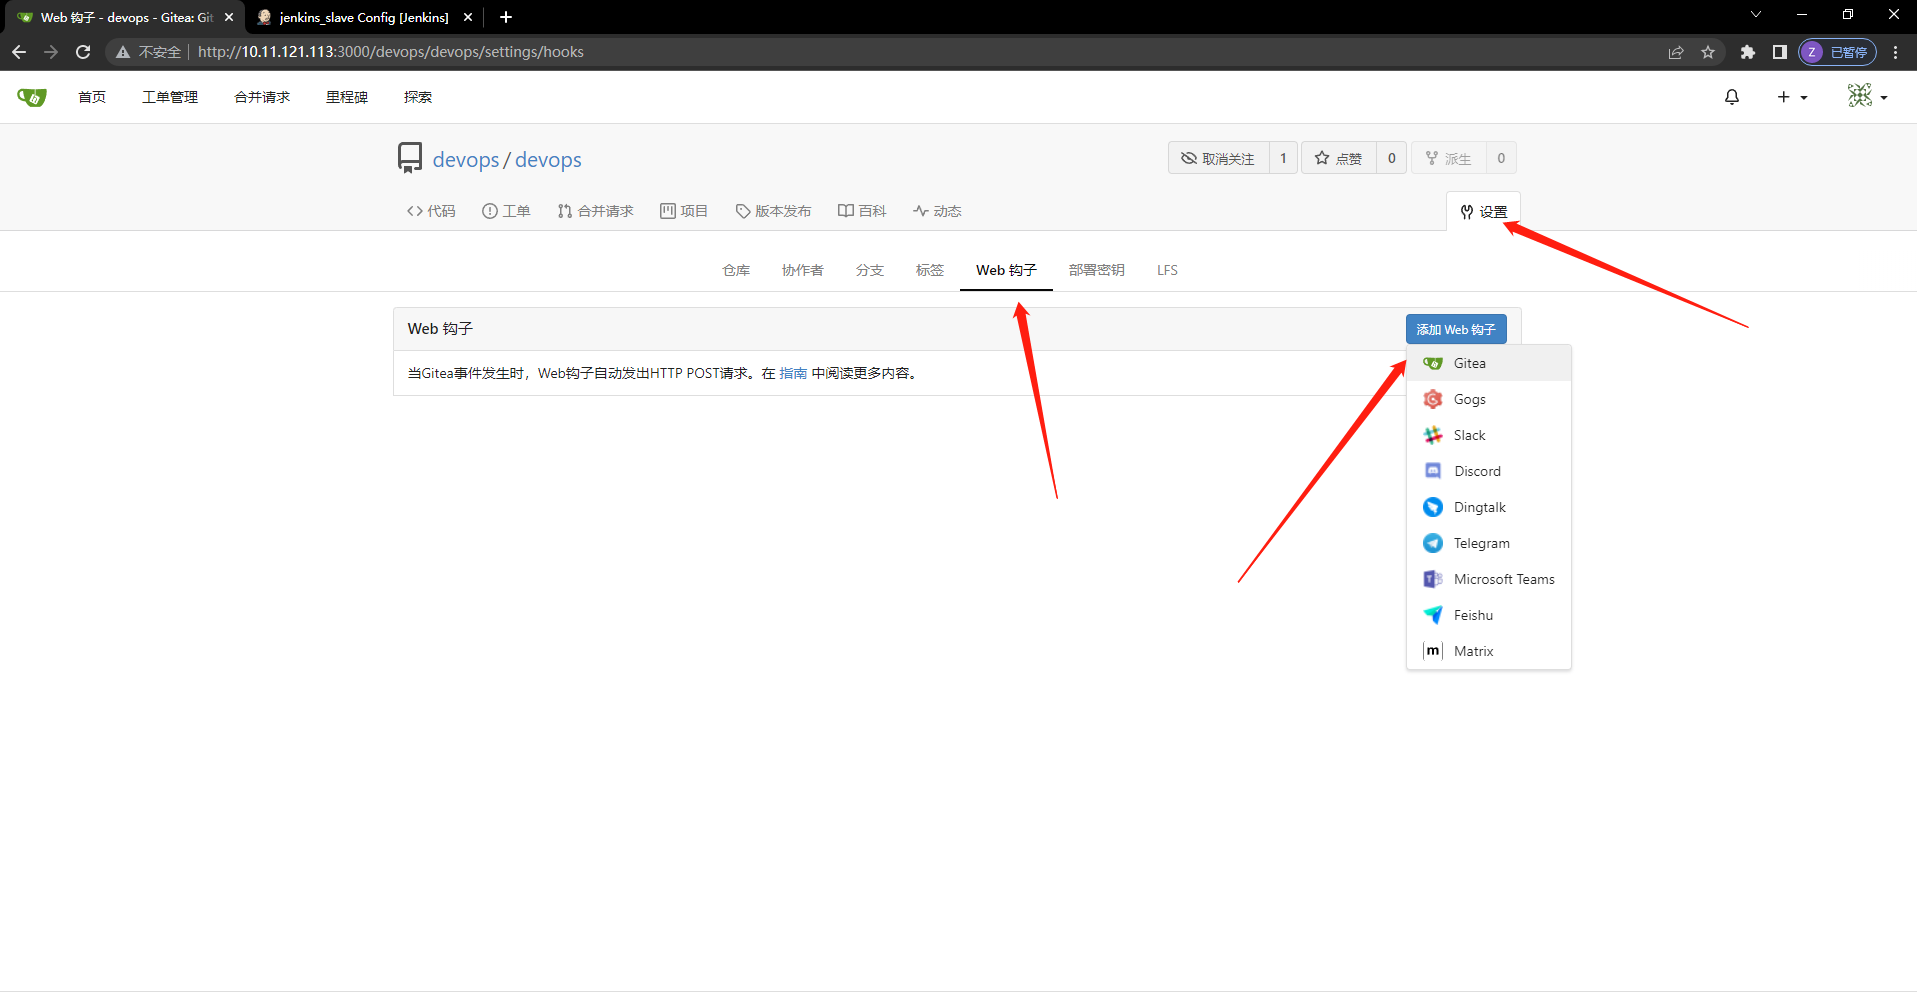 Web 钩子 - devops - Gitea: Git
jenkins_slave Config [Jenkins]
不安全 http://10.11.121.113:3000/devops/devops/settings/hooks
Z 已暂停
首页 工单管理 合并请求 里程碑 探索
devops / devops
取消关注 1 点赞 0 派生 0
代码 工单 合并请求 项目 版本发布 百科 动态 设置
仓库 协作者 分支 标签 Web 钩子 部署密钥 LFS
Web 钩子
添加 Web 钩子
当Gitea事件发生时，Web钩子自动发出HTTP POST请求。在 指南 中阅读更多内容。
Gitea
Gogs
Slack
Discord
Dingtalk
Telegram
Microsoft Teams
Feishu
m Matrix